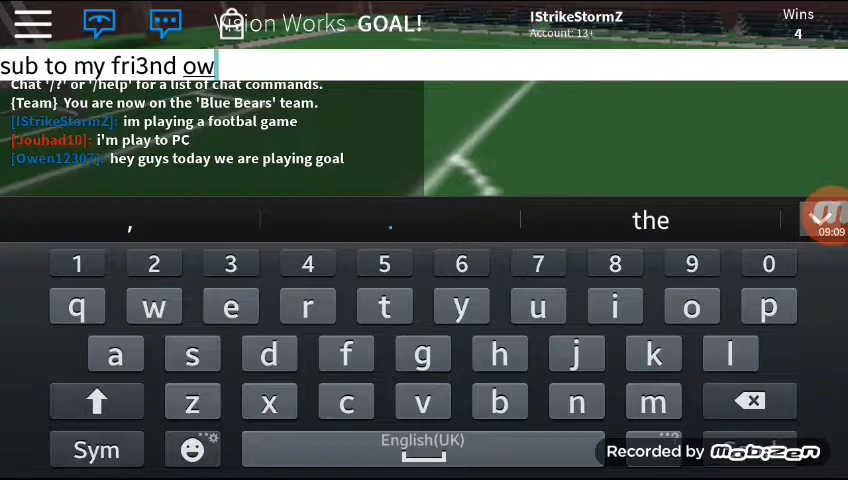 Vision Works GOAL!
IStrikeStormZ
Account: 13+
Wins
4
sub to my fri3nd ow
Chat '/?' or '/help' for a list of chat commands.
{Team} You are now on the 'Blue Bears' team.
[IStrikeStormZ]: im playing a footbal game
[Jouhad10]: i'm play to PC
[Owen12307]: hey guys today we are playing goal
, . the
09:09
1 2 3 4 5 6 7 8 9 0
q w e r t y u i o p
a s d f g h j k l
z x c v b n m
Sym English(UK)
Recorded by mobizen